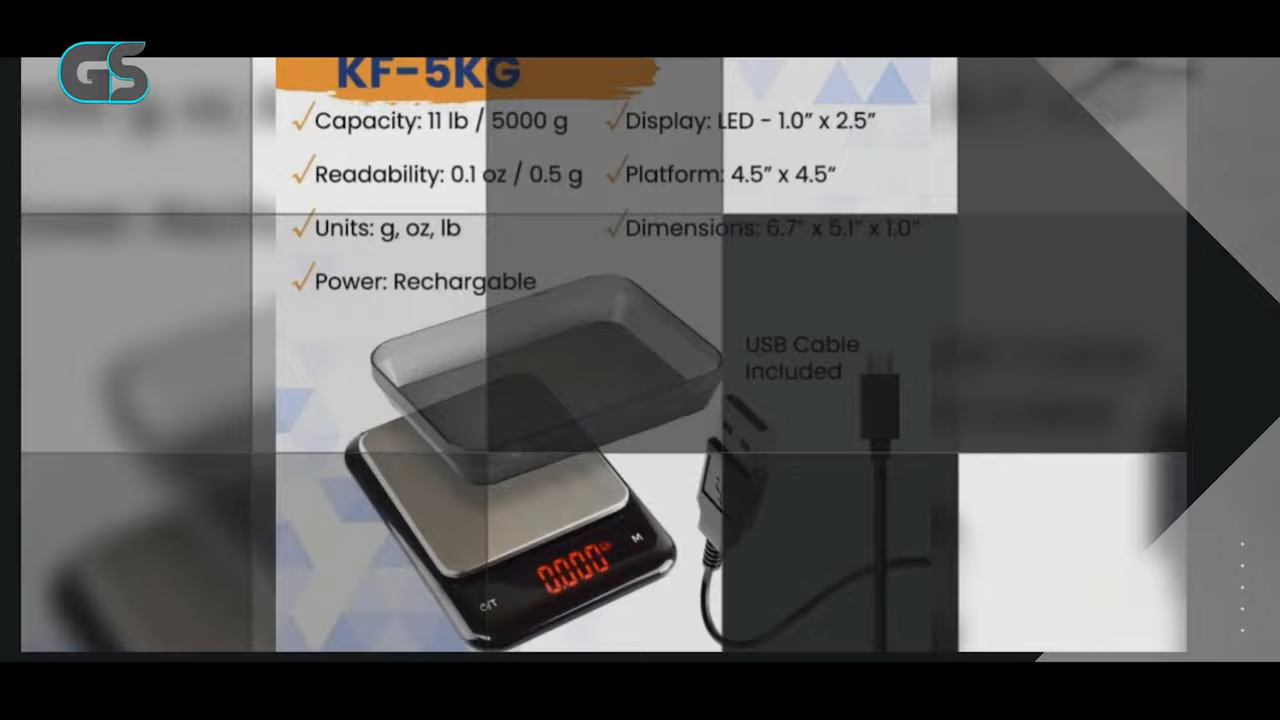 GS
KF-5KG
✓Capacity: 11 lb / 5000 g
✓Readability: 0.1 oz / 0.5 g
✓Units: g, oz, lb
✓Power: Rechargable
✓Display: LED - 1.0” x 2.5”
✓Platform: 4.5” x 4.5“
✓Dimensions: 6.7” x 5.1” x 1.0”
USB Cable
Included
M
0.000
O/T